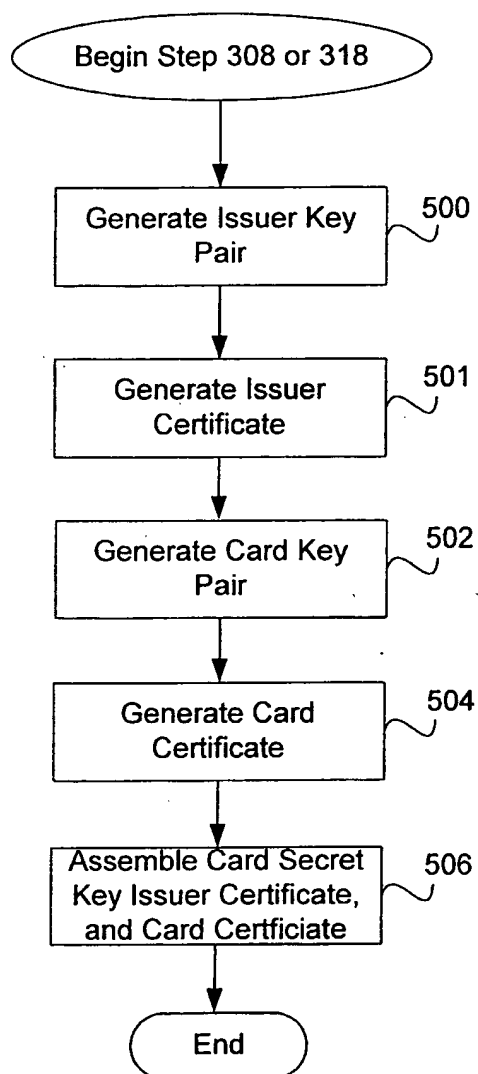 Begin Step 308 or 318
Generate Issuer Key
Pair
500
Generate Issuer
Certificate
501
Generate Card Key
Pair
502
Generate Card
Certificate
504
Assemble Card Secret
Key Issuer Certificate,
and Card Certficiate
506
End